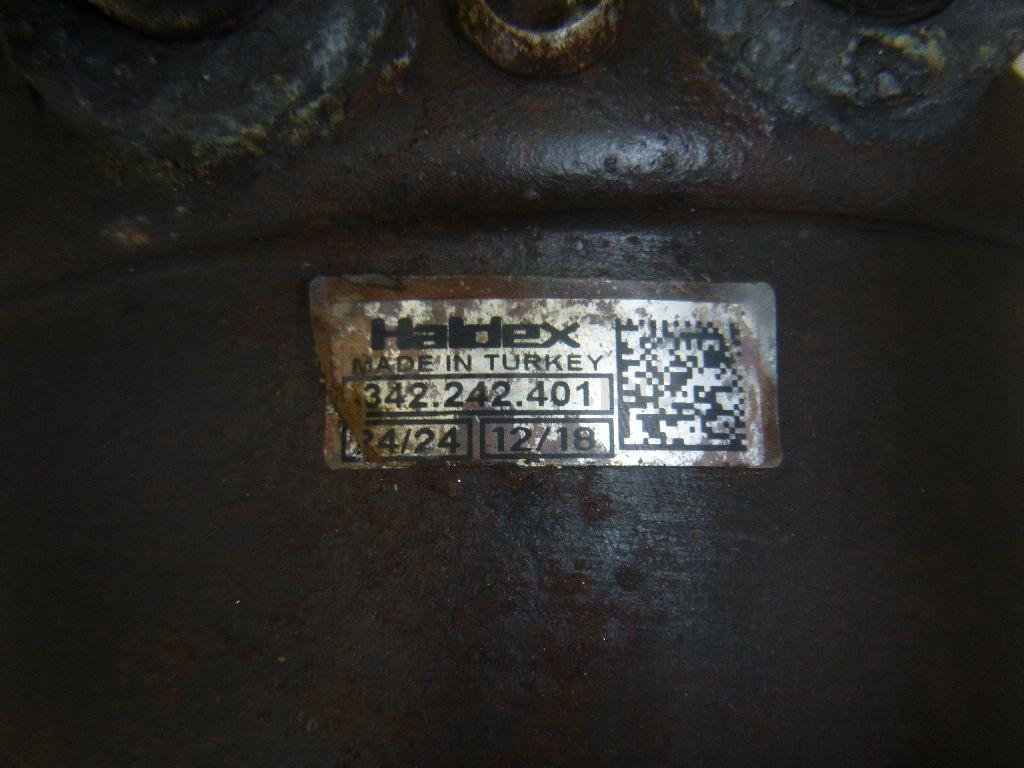 Haldex
MADE IN TURKEY
342.242.401
24/24 12/18